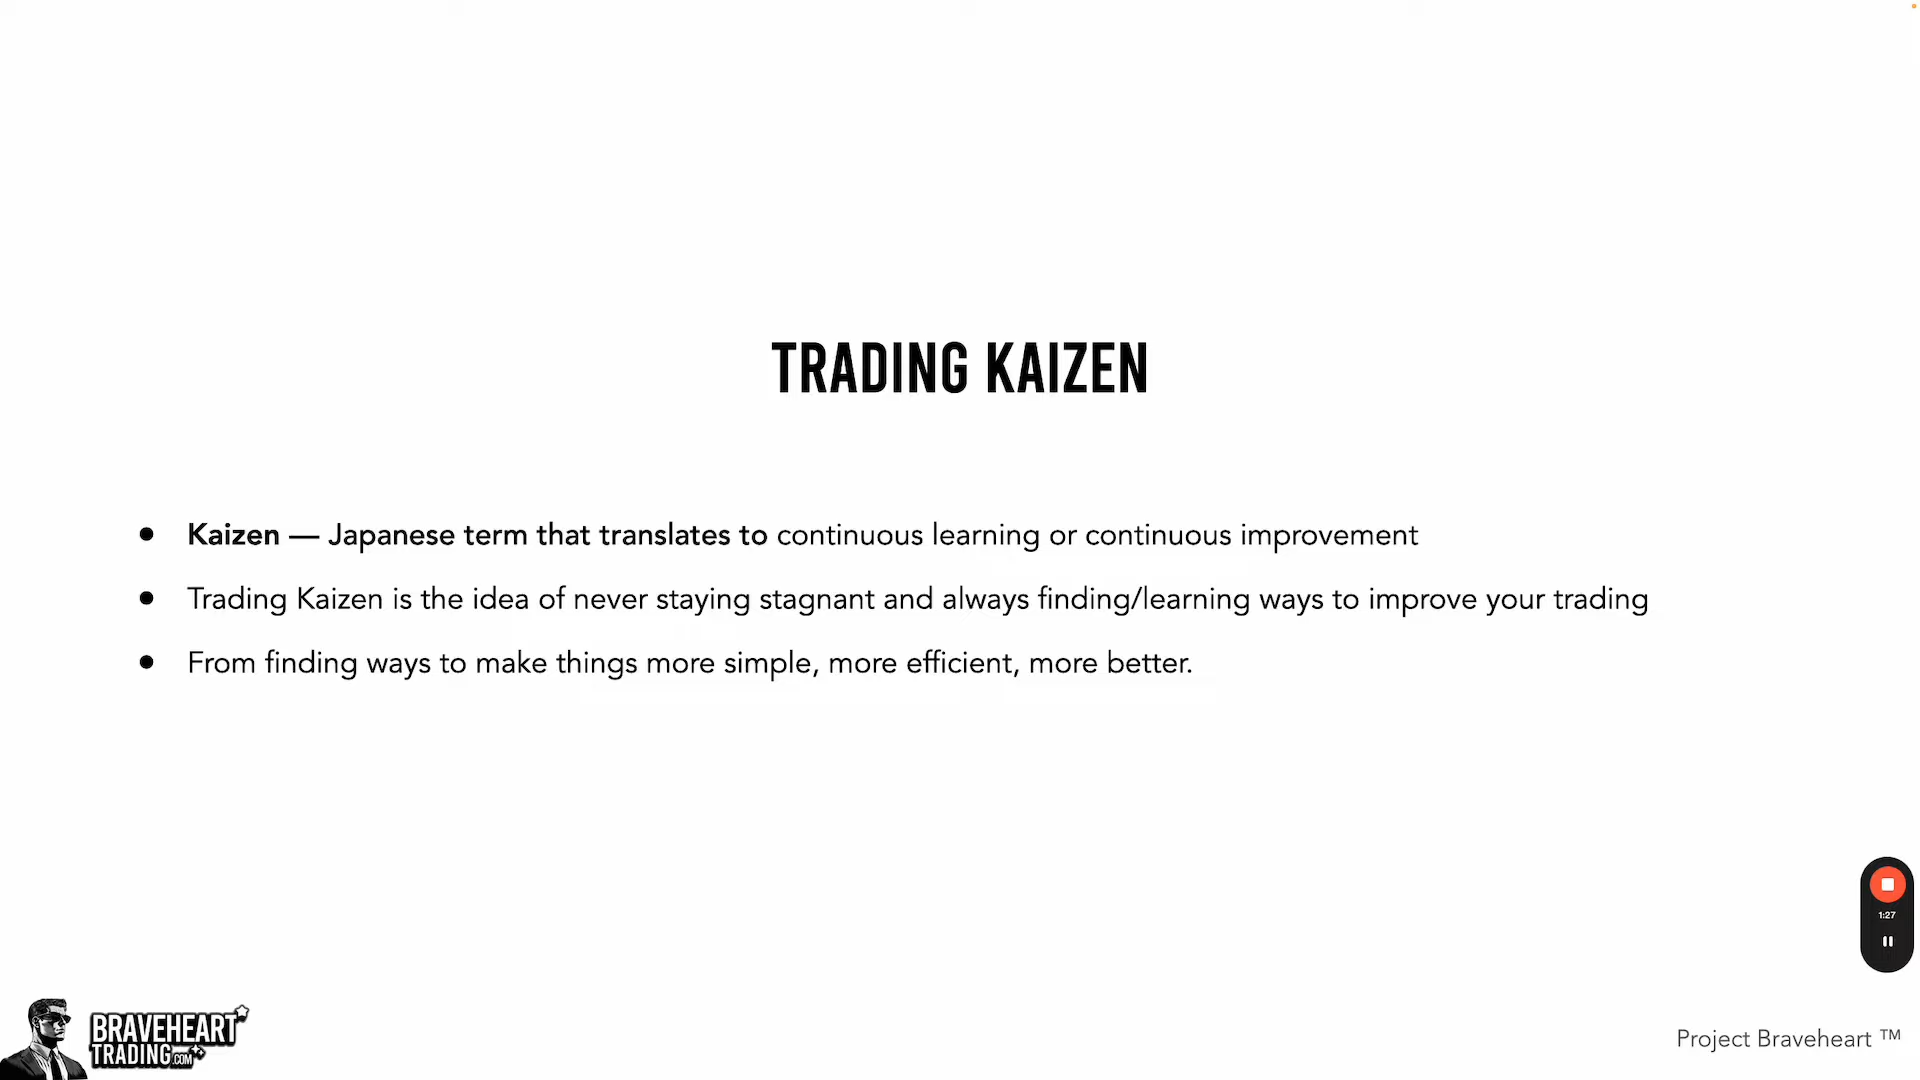 TRADING KAIZEN
• Kaizen — Japanese term that translates to continuous learning or continuous improvement
• Trading Kaizen is the idea of never staying stagnant and always finding/learning ways to improve your trading
• From finding ways to make things more simple, more efficient, more better.
1:27
BRAVEHEART
TRADING.COM
Project Braveheart ™